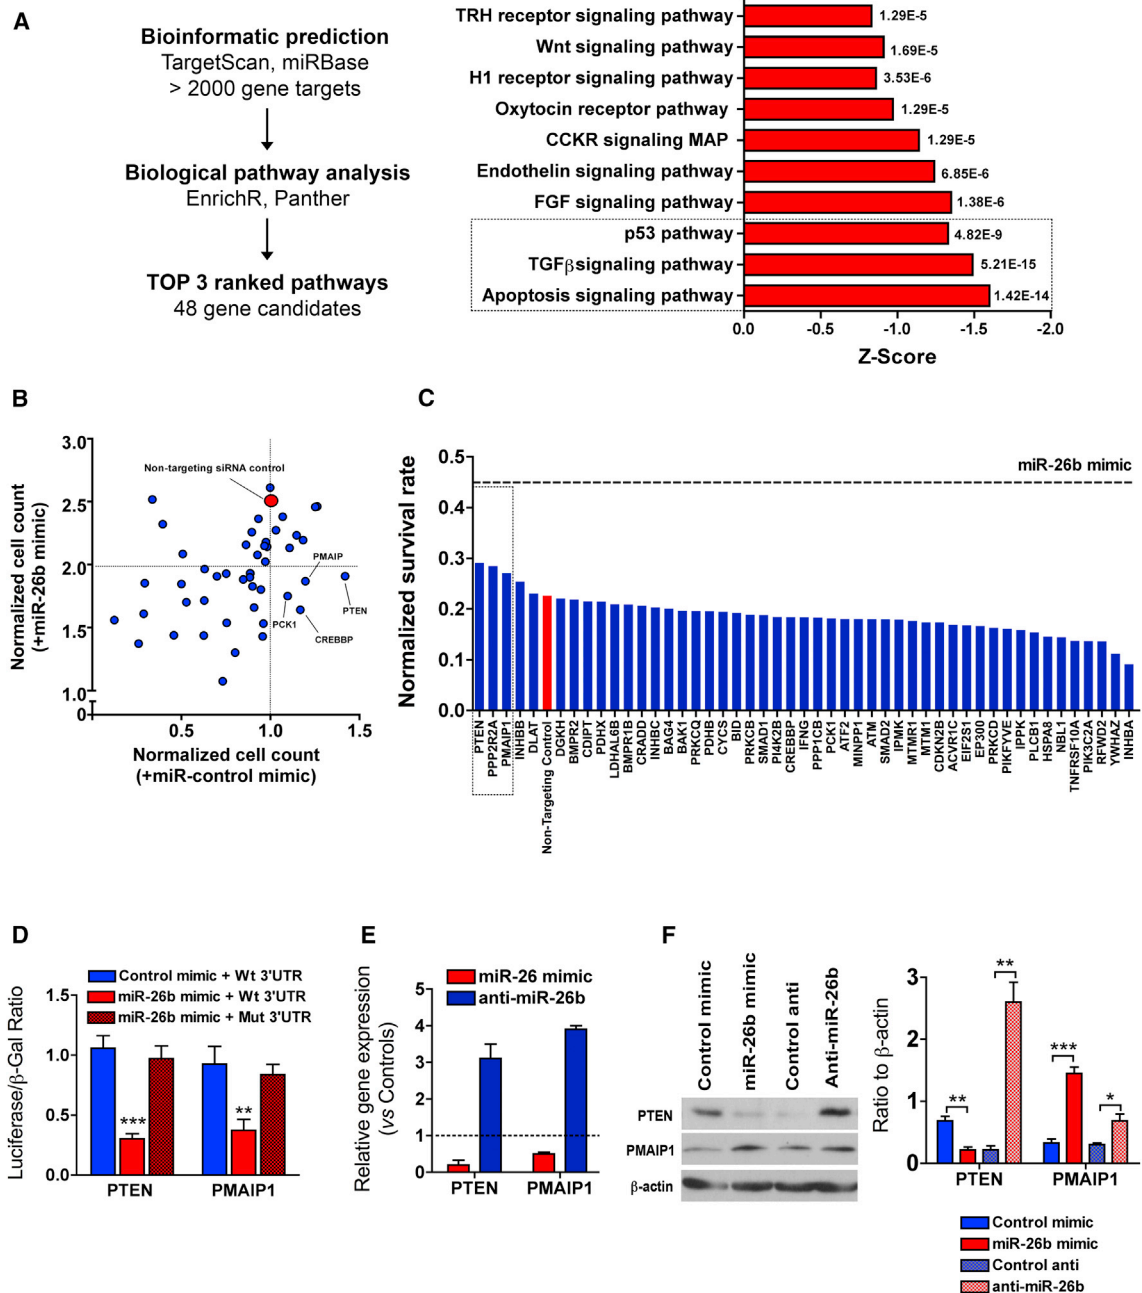 A
Bioinformatic prediction
TargetScan, miRBase
> 2000 gene targets
Biological pathway analysis
EnrichR, Panther
TOP 3 ranked pathways
48 gene candidates
TRH receptor signaling pathway 1.29E-5
Wnt signaling pathway 1.69E-5
H1 receptor signaling pathway 3.53E-6
Oxytocin receptor pathway 1.29E-5
CCKR signaling MAP 1.29E-5
Endothelin signaling pathway 6.85E-6
FGF signaling pathway 1.38E-6
p53 pathway 4.82E-9
TGFβsignaling pathway 5.21E-15
Apoptosis signaling pathway 1.42E-14
0.0 -0.5 -1.0 -1.5 -2.0
Z-Score
B
Normalized cell count
(+miR-26b mimic)
3.0
2.5
2.0
1.5
1.0
0
Non-targeting siRNA control
PMAIP
PTEN
PCK1
CREBBP
0.5 1.0 1.5
Normalized cell count
(+miR-control mimic)
C
Normalized survival rate
0.5
0.4
0.3
0.2
0.1
0.0
miR-26b mimic
PTEN
PPP2R2A
PMAIP1
INHBB
DLAT
Non-Targeting Control
DGKH
BMPR2
CDIPT
PDHX
LDHAL6B
BMPR1B
CRADD
INHBC
BAG4
BAK1
PRKCQ
PDHB
CYCS
BID
PRKCB
SMAD1
PI4K2B
CREBBP
IFNG
PPP1CB
PCK1
ATF2
MINPP1
ATM
SMAD2
IPMK
MTMR1
MTM1
CDKN2B
ACVR1C
EIF2S1
EP300
PRKCD
PIKFYVE
IPPK
PLCB1
HSPA8
NBL1
TNFRSF10A
PIK3C2A
RFWD2
YWHAZ
INHBA
D
Control mimic + Wt 3'UTR
miR-26b mimic + Wt 3'UTR
miR-26b mimic + Mut 3'UTR
Luciferase/β-Gal Ratio
1.5
1.0
0.5
0.0
***
**
PTEN PMAIP1
E
miR-26 mimic
anti-miR-26b
Relative gene expression
(vs Controls)
5
4
3
2
1
0
PTEN PMAIP1
F
Control mimic
miR-26b mimic
Control anti
Anti-miR-26b
PTEN
PMAIP1
β-actin
Ratio to β-actin
3
2
1
0
**
**
***
*
PTEN PMAIP1
Control mimic
miR-26b mimic
Control anti
anti-miR-26b